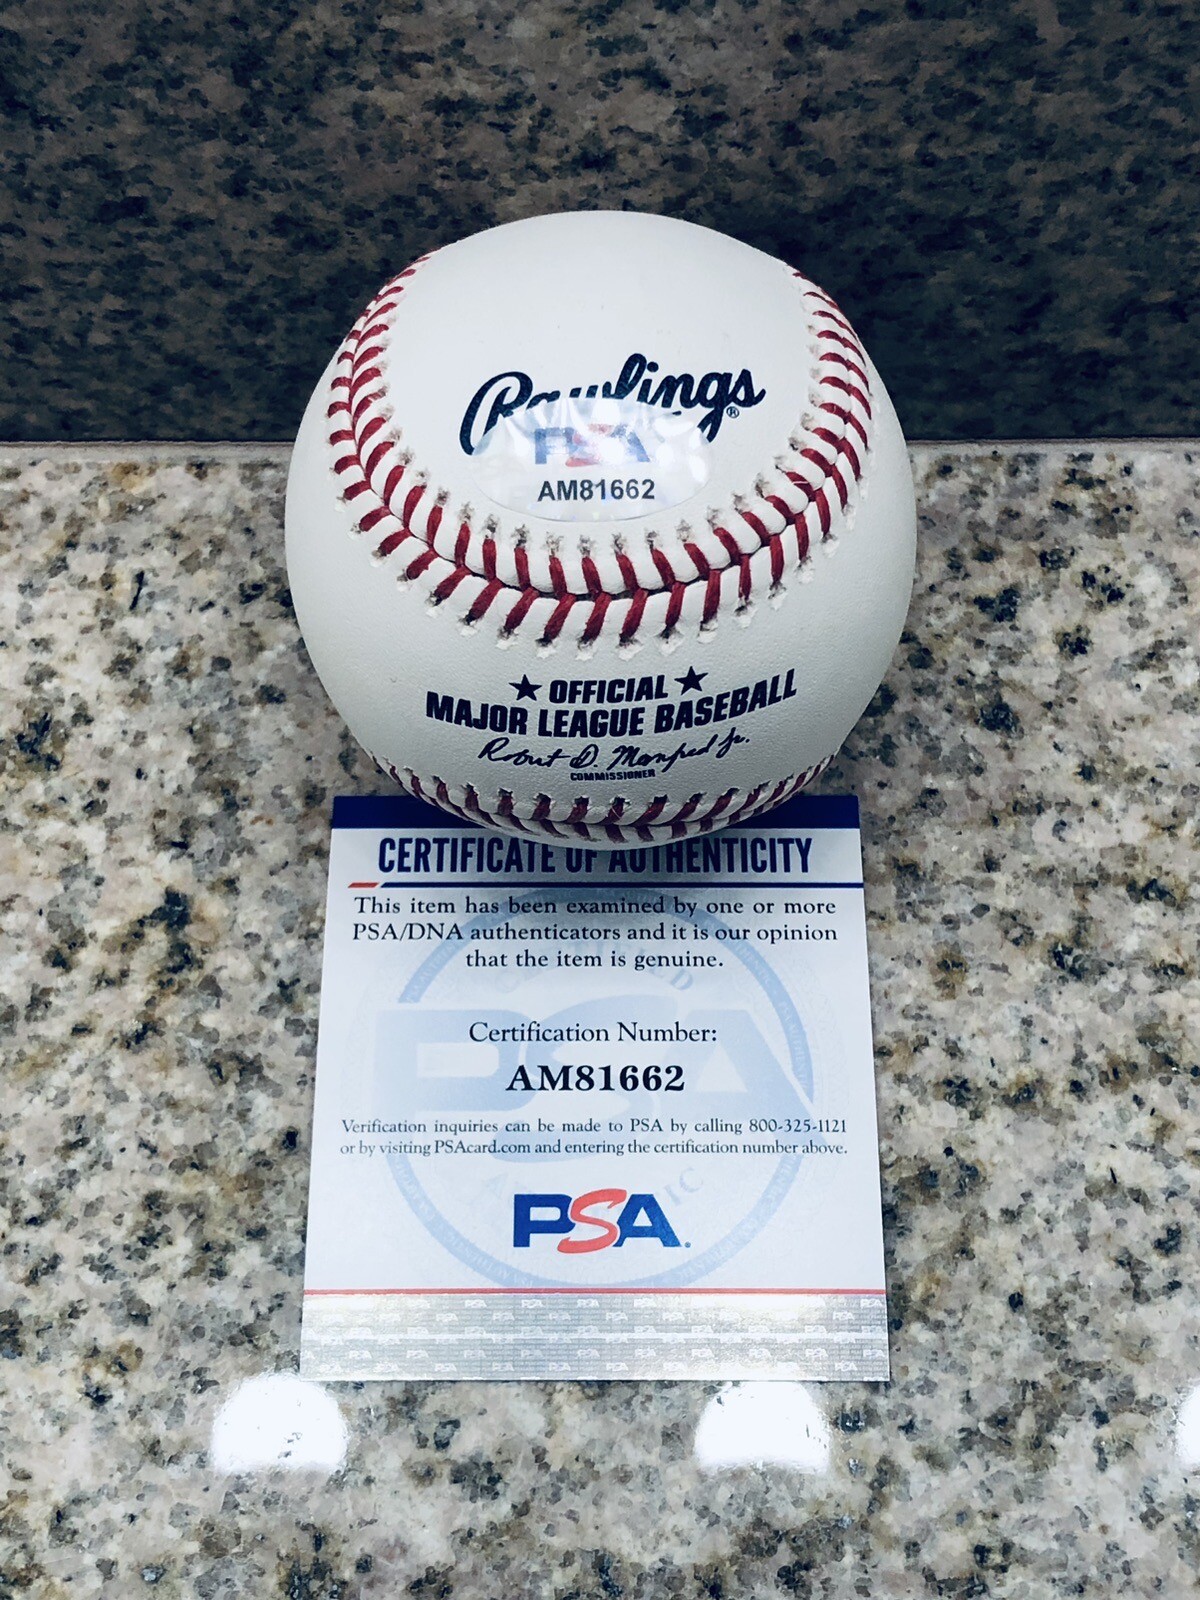 Rawlings®
PSA
AM81662
★ OFFICIAL ★
MAJOR LEAGUE BASEBALL
Robert D. Manfred Jr.
COMMISSIONER
CERTIFICATE OF AUTHENTICITY
This item has been examined by one or more
PSA/DNA authenticators and it is our opinion
that the item is genuine.
Certification Number:
AM81662
Verification inquiries can be made to PSA by calling 800-325-1121
or by visiting PSAcard.com and entering the certification number above.
PSA